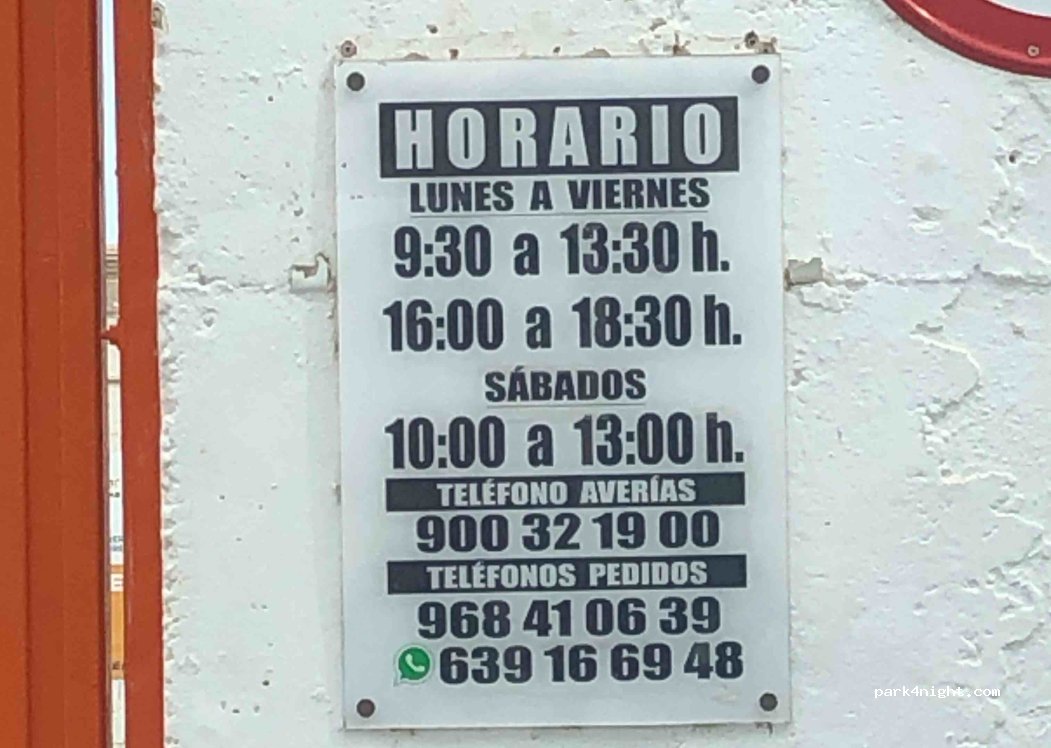 HORARIO
LUNES A VIERNES
9:30 a 13:30 h.
16:00 a 18:30 h.
SÁBADOS
10:00 a 13:00 h.
TELÉFONO AVERÍAS
900 32 19 00
TELÉFONOS PEDIDOS
968 41 06 39
639 16 69 48
park4night.com